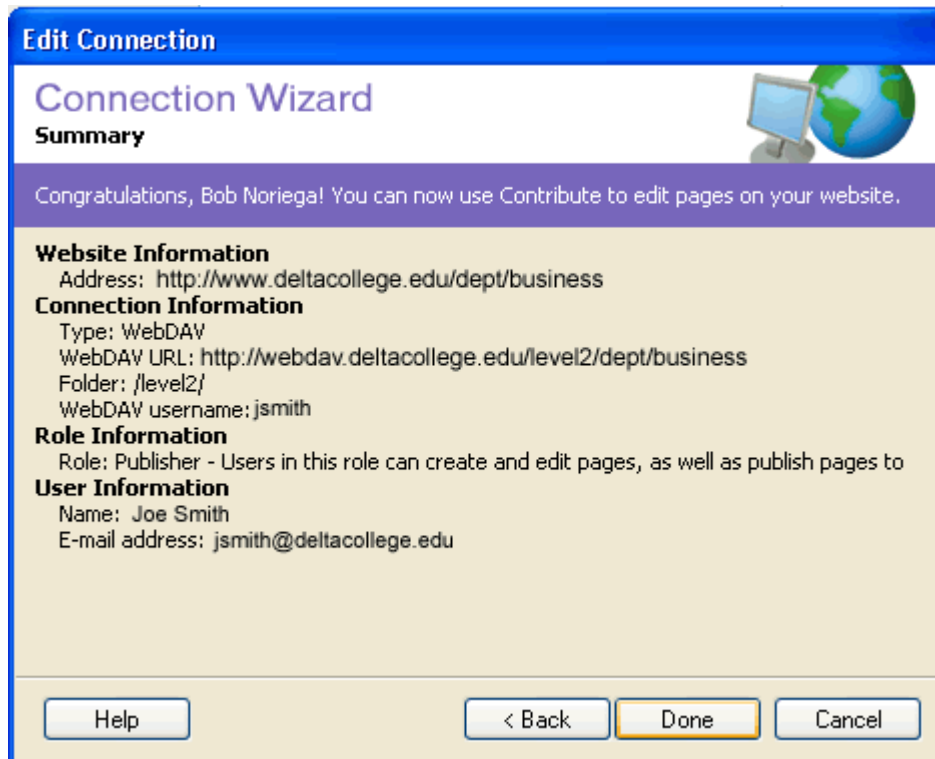 Edit Connection
Connection Wizard
Summary
Congratulations, Bob Noriega! You can now use Contribute to edit pages on your website.
Website Information
Address: http://www.deltacollege.edu/dept/business
Connection Information
Type: WebDAV
WebDAV URL: http://webdav.deltacollege.edu/level2/dept/business
Folder: /level2/
WebDAV username: jsmith
Role Information
Role: Publisher - Users in this role can create and edit pages, as well as publish pages to
User Information
Name: Joe Smith
E-mail address: jsmith@deltacollege.edu
Help
< Back
Done
Cancel